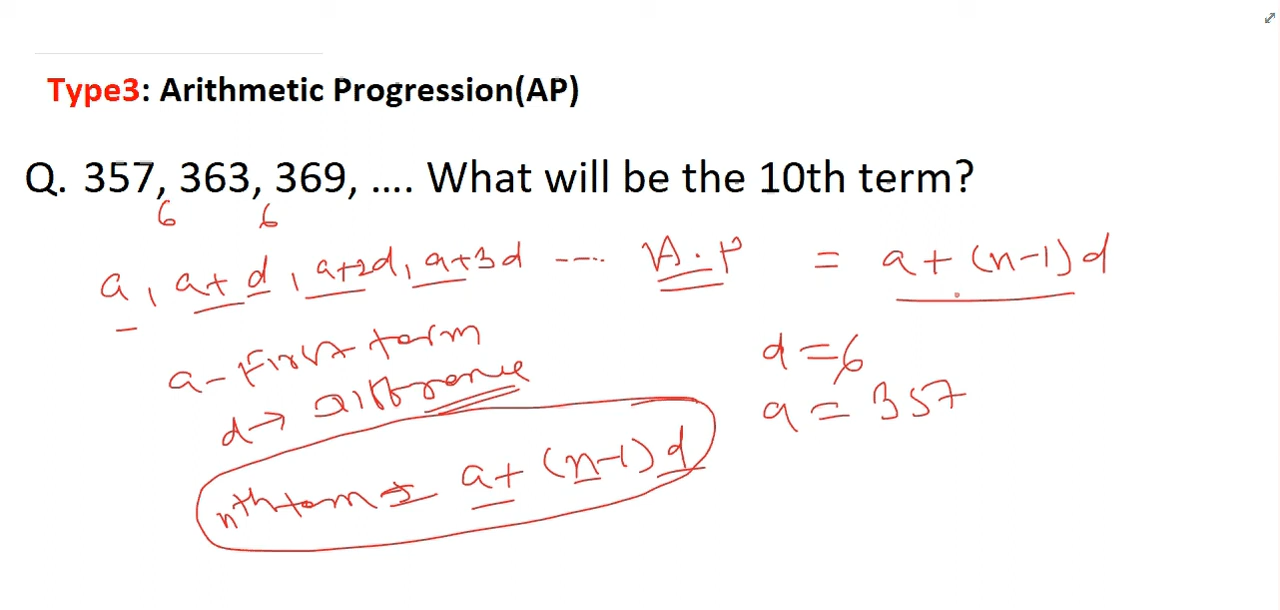 Type3: Arithmetic Progression(AP)
Q. 357, 363, 369, .... What will be the 10th term?
6 6
a, a+d, a+2d, a+3d ---- A.P = a+(n-1)d
a- First term
d=6
d→ Difference
a=357
nth term = a+(n-1)d